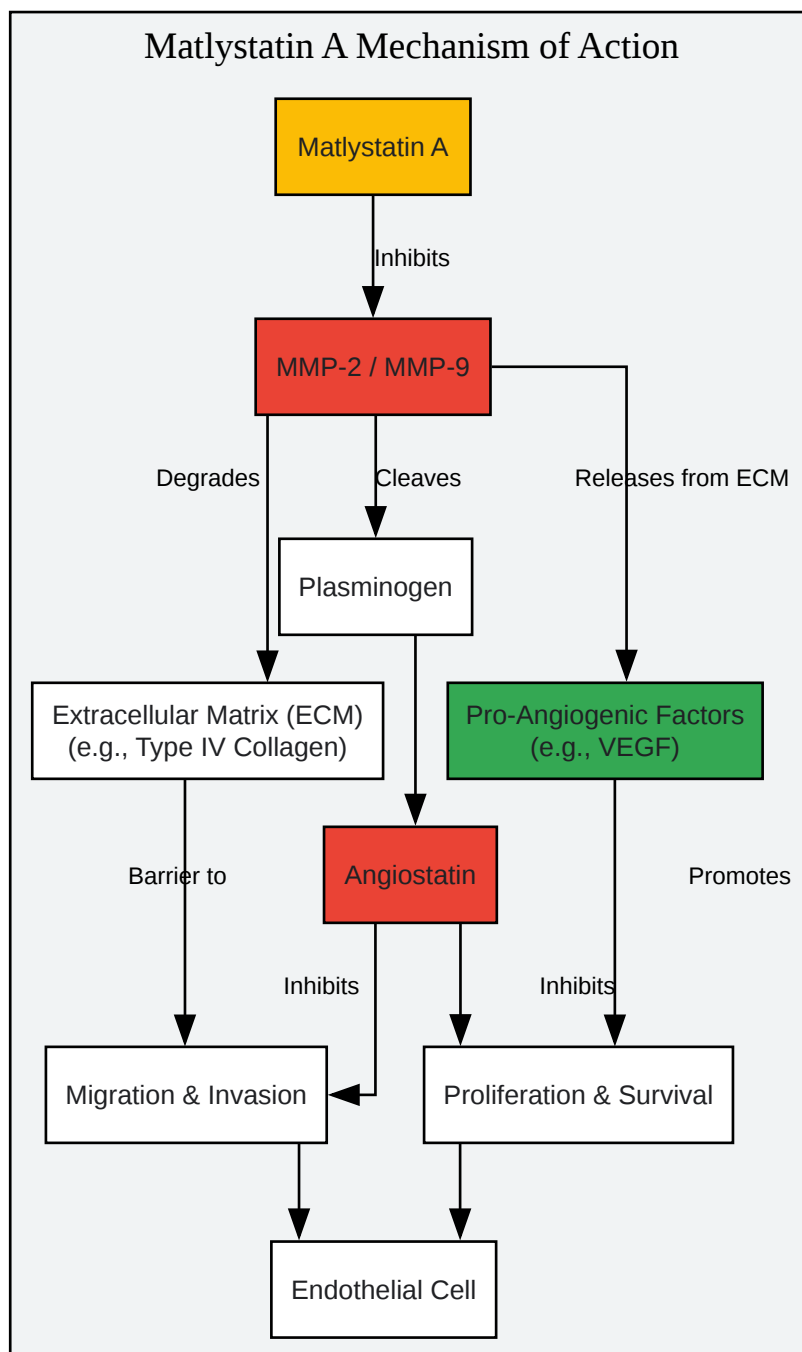 Matlystatin A Mechanism of Action
Matlystatin A
Inhibits
MMP-2 / MMP-9
Degrades
Cleaves
Releases from ECM
Plasminogen
Extracellular Matrix (ECM)
(e.g., Type IV Collagen)
Pro-Angiogenic Factors
(e.g., VEGF)
Angiostatin
Barrier to
Promotes
Inhibits
Inhibits
Migration & Invasion
Proliferation & Survival
Endothelial Cell